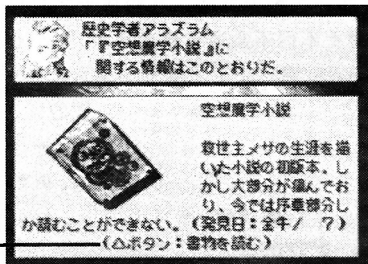 歴史学者アラズラム
「『空想魔学小説』に
関する情報はこのとおりだ。
空想魔学小説
救世主メサの生涯を描
いた小説の初版本。し
かし大部分が痛んでお
り、今では序章部分し
か読むことができない。(発見日:金牛/ ?)
(△ボタン:書物を読む)